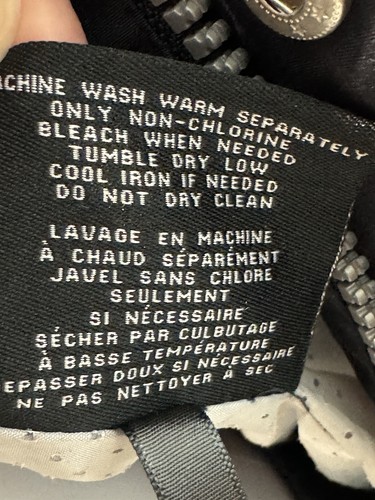 ACHINE WASH WARM SEPARATELY
ONLY NON-CHLORINE
BLEACH WHEN NEEDED
TUMBLE DRY LOW
COOL IRON IF NEEDED
DO NOT DRY CLEAN
LAVAGE EN MACHINE
À CHAUD SÉPARÉMENT
JAVEL SANS CHLORE
SEULEMENT
SI NÉCESSAIRE
SÉCHER PAR CULBUTAGE
À BASSE TEMPÉRATURE
EPASSER DOUX SI NÉCESSAIRE
NE PAS NETTOYER À SEC